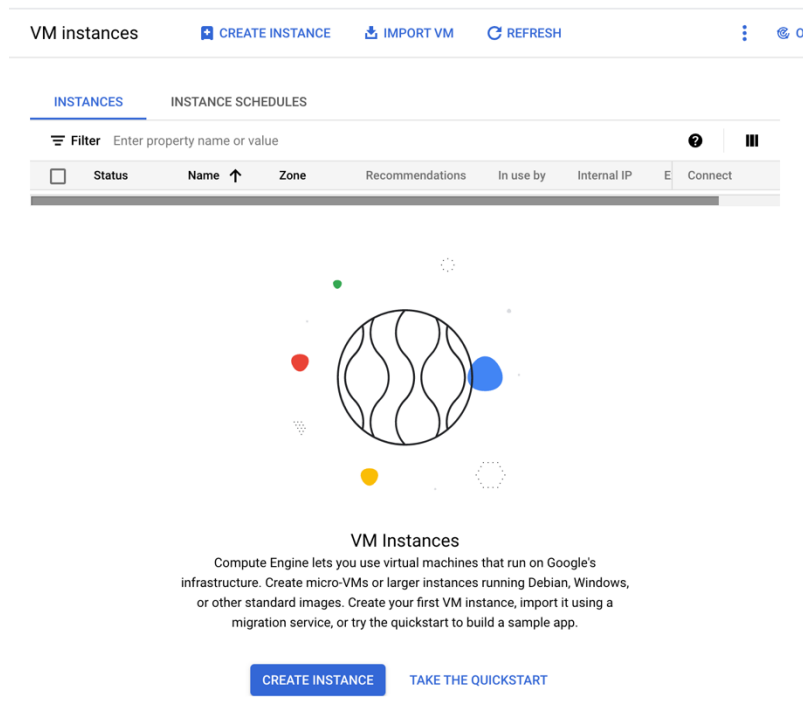 VM instances CREATE INSTANCE IMPORT VM REFRESH
INSTANCES INSTANCE SCHEDULES
Filter Enter property name or value
Status Name Zone Recommendations In use by Internal IP E Connect
VM Instances
Compute Engine lets you use virtual machines that run on Google's
infrastructure. Create micro-VMs or larger instances running Debian, Windows,
or other standard images. Create your first VM instance, import it using a
migration service, or try the quickstart to build a sample app.
CREATE INSTANCE TAKE THE QUICKSTART